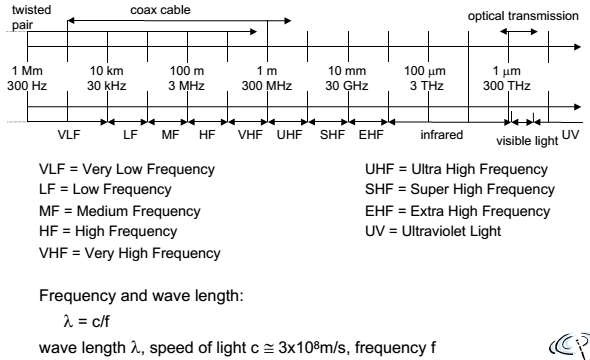 twisted pair
coax cable
optical transmission
1 Mm 10 km 100 m 1 m 10 mm 100 μm 1 μm
300 Hz 30 kHz 3 MHz 300 MHz 30 GHz 3 THz 300 THz
VLF LF MF HF VHF UHF SHF EHF infrared visible light UV
VLF = Very Low Frequency
LF = Low Frequency
MF = Medium Frequency
HF = High Frequency
VHF = Very High Frequency
UHF = Ultra High Frequency
SHF = Super High Frequency
EHF = Extra High Frequency
UV = Ultraviolet Light
Frequency and wave length:
λ = c/f
wave length λ, speed of light c ≅ 3x10⁸m/s, frequency f